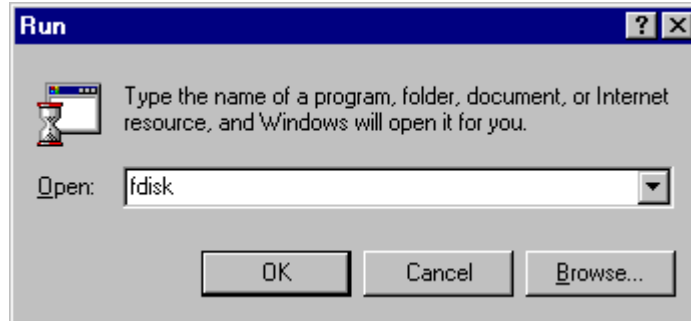 Run
Type the name of a program, folder, document, or Internet
resource, and Windows will open it for you.
Open: fdisk
OK Cancel Browse...